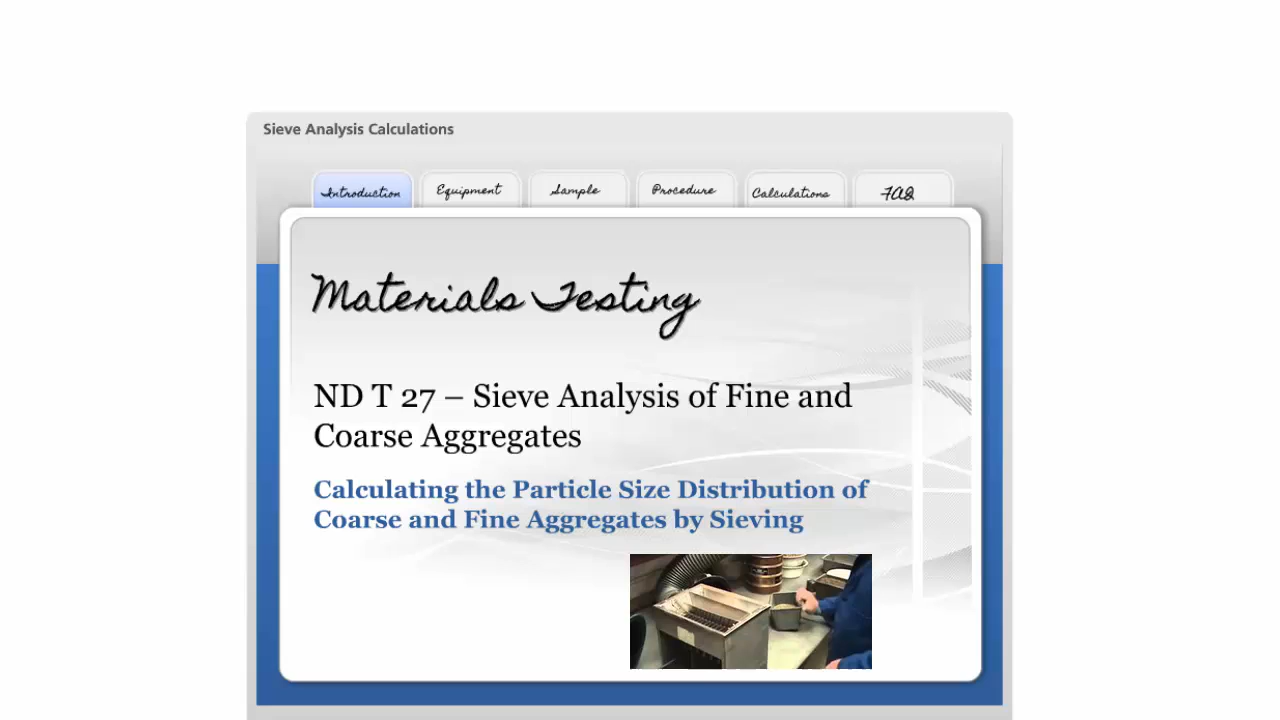 Sieve Analysis Calculations
Introduction
Equipment
Sample
Procedure
Calculations
FAQ
Materials Testing
ND T 27 – Sieve Analysis of Fine and
Coarse Aggregates
Calculating the Particle Size Distribution of
Coarse and Fine Aggregates by Sieving